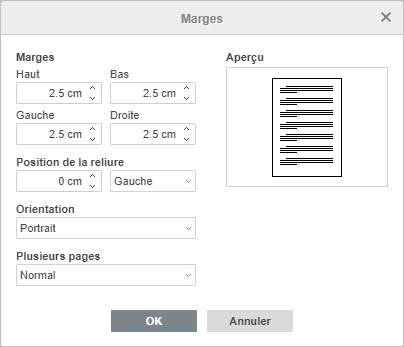 Marges
Marges
Aperçu
Haut
Bas
2.5 cm
2.5 cm
Gauche
Droite
2.5 cm
2.5 cm
Position de la reliure
0 cm
Gauche
Orientation
Portrait
Plusieurs pages
Normal
OK
Annuler